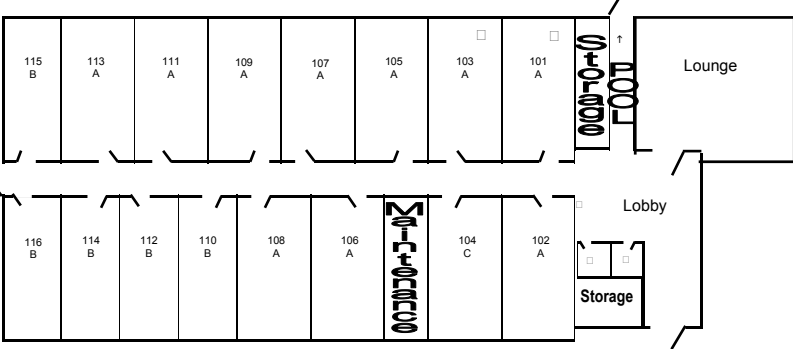 115
B
113
A
111
A
109
A
107
A
105
A
103
A
101
A
Storage
↑
POOL
Lounge
116
B
114
B
112
B
110
B
108
A
106
A
Maintenance
104
C
102
A
Lobby
Storage